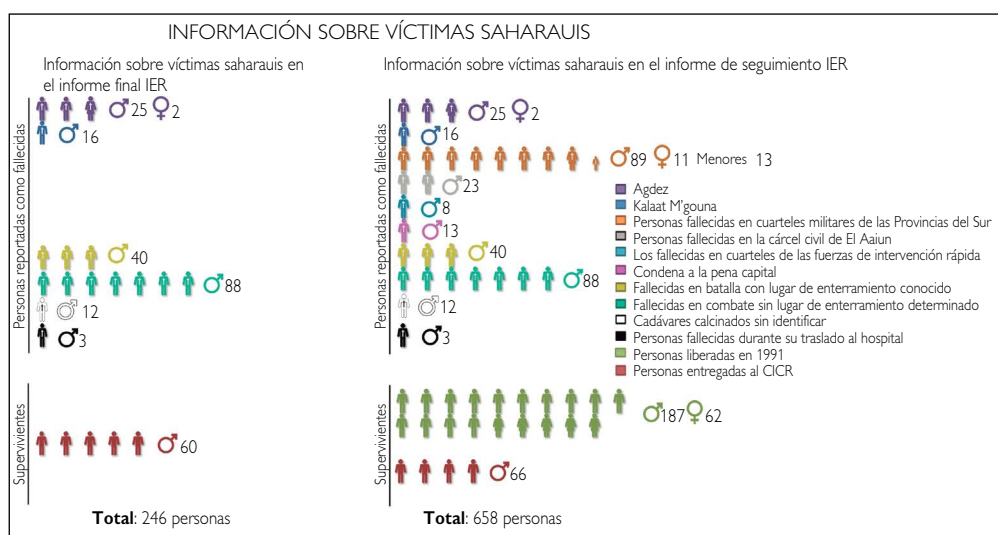 INFORMACIÓN SOBRE VÍCTIMAS SAHARAUIS
Información sobre víctimas saharauis en
el informe final IER
Personas reportadas como fallecidas
♂25 ♀2
♂16
♂40
♂88
♂12
♂3
Supervivientes
♂60
Total: 246 personas
Información sobre víctimas saharauis en el informe de seguimiento IER
Personas reportadas como fallecidas
♂25 ♀2
♂16
♂89 ♀11 Menores 13
♂23
♂8
♂13
♂40
♂88
♂12
♂3
Supervivientes
♂187 ♀62
♂66
Total: 658 personas
Agdez
Kalaat M'gouna
Personas fallecidas en cuarteles militares de las Provincias del Sur
Personas fallecidas en la cárcel civil de El Aaiun
Los fallecidas en cuarteles de las fuerzas de intervención rápida
Condena a la pena capital
Fallecidas en batalla con lugar de enterramiento conocido
Fallecidas en combate sin lugar de enterramiento determinado
Cadávares calcinados sin identificar
Personas fallecidas durante su traslado al hospital
Personas liberadas en 1991
Personas entregadas al CICR